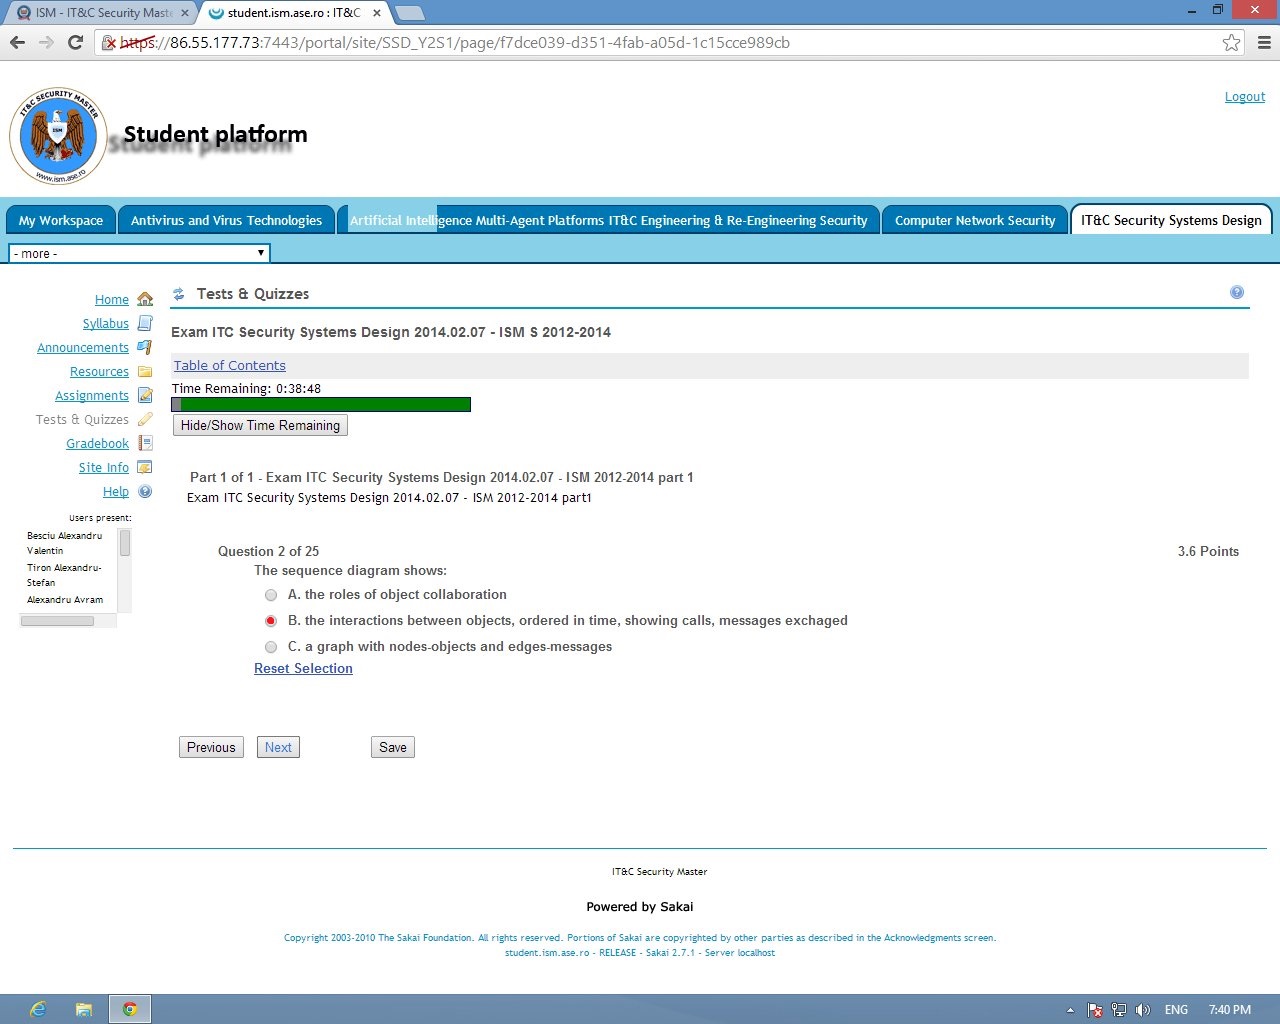 ISM - IT&C Security Maste
student.ism.ase.ro : IT&C
https://86.55.177.73:7443/portal/site/SSD_Y2S1/page/f7dce039-d351-4fab-a05d-1c15cce989cb
Logout
IT&C SECURITY MASTER
ISM
www.ism.ase.ro
Student platform
My Workspace
Antivirus and Virus Technologies
Artificial Intelligence Multi-Agent Platforms IT&C Engineering & Re-Engineering Security
Computer Network Security
IT&C Security Systems Design
- more -
Home
Syllabus
Announcements
Resources
Assignments
Tests & Quizzes
Gradebook
Site Info
Help
Users present:
Besciu Alexandru
Valentin
Tiron Alexandru-
Stefan
Alexandru Avram
Tests & Quizzes
Exam ITC Security Systems Design 2014.02.07 - ISM S 2012-2014
Table of Contents
Time Remaining: 0:38:48
Hide/Show Time Remaining
Part 1 of 1 - Exam ITC Security Systems Design 2014.02.07 - ISM 2012-2014 part 1
Exam ITC Security Systems Design 2014.02.07 - ISM 2012-2014 part1
Question 2 of 25
3.6 Points
The sequence diagram shows:
A. the roles of object collaboration
B. the interactions between objects, ordered in time, showing calls, messages exchaged
C. a graph with nodes-objects and edges-messages
Reset Selection
Previous
Next
Save
IT&C Security Master
Powered by Sakai
Copyright 2003-2010 The Sakai Foundation. All rights reserved. Portions of Sakai are copyrighted by other parties as described in the Acknowledgments screen.
student.ism.ase.ro - RELEASE - Sakai 2.7.1 - Server localhost
ENG
7:40 PM